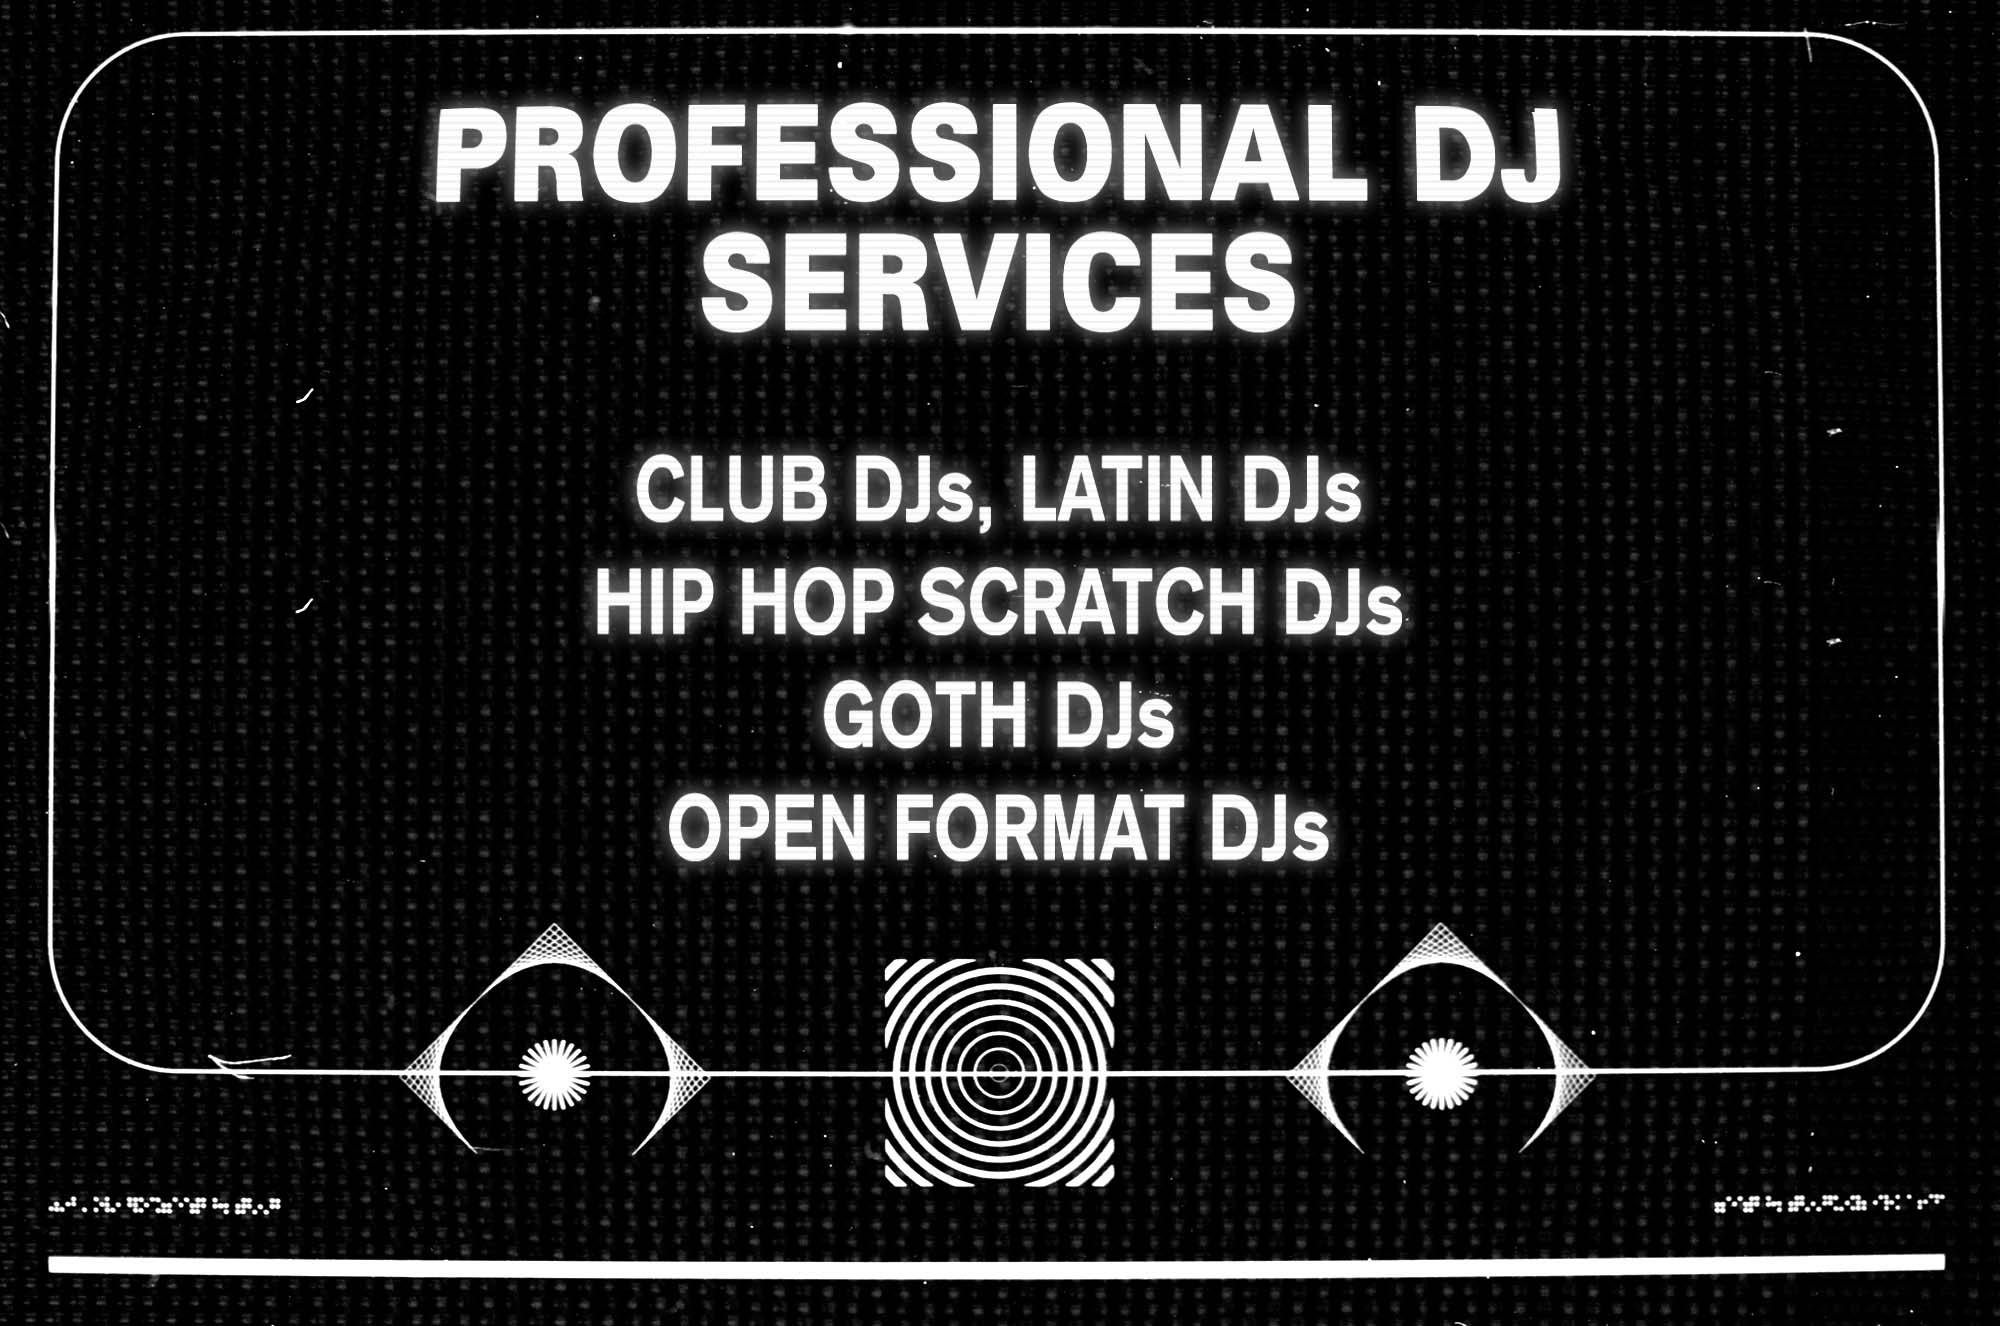 PROFESSIONAL DJ
SERVICES
CLUB DJs, LATIN DJs
HIP HOP SCRATCH DJs
GOTH DJs
OPEN FORMAT DJs